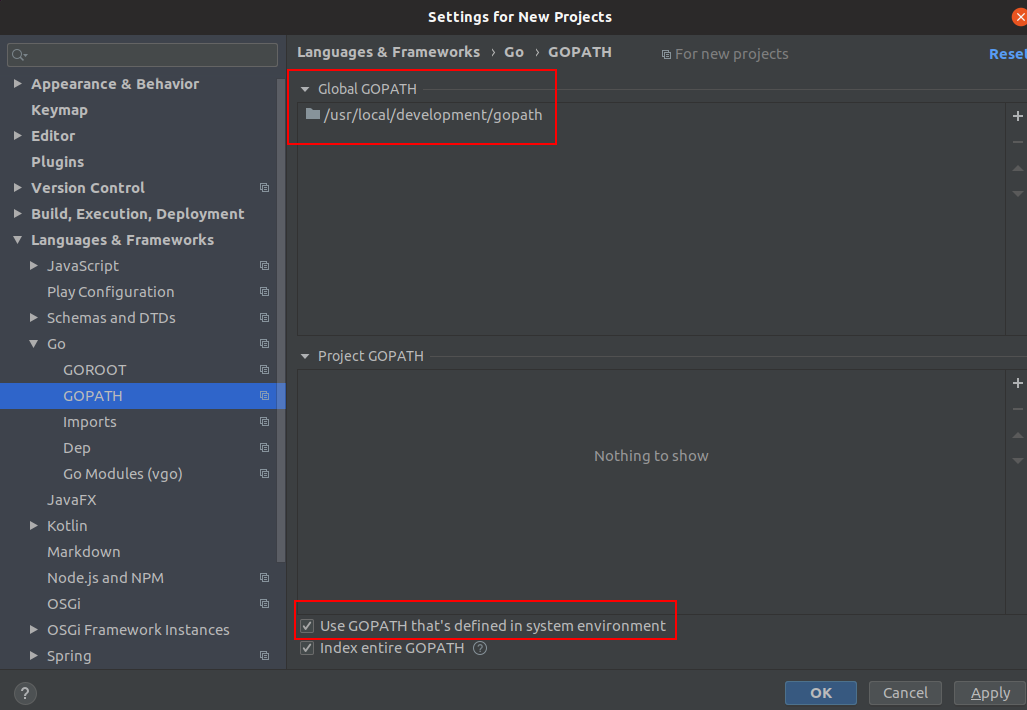 Settings for New Projects
Languages & Frameworks › Go › GOPATH
For new projects
Reset
Appearance & Behavior
Keymap
Editor
Plugins
Version Control
Build, Execution, Deployment
Languages & Frameworks
JavaScript
Play Configuration
Schemas and DTDs
Go
GOROOT
GOPATH
Imports
Dep
Go Modules (vgo)
JavaFX
Kotlin
Markdown
Node.js and NPM
OSGi
OSGi Framework Instances
Spring
Global GOPATH
/usr/local/development/gopath
Project GOPATH
Nothing to show
Use GOPATH that's defined in system environment
Index entire GOPATH ?
?
OK
Cancel
Apply